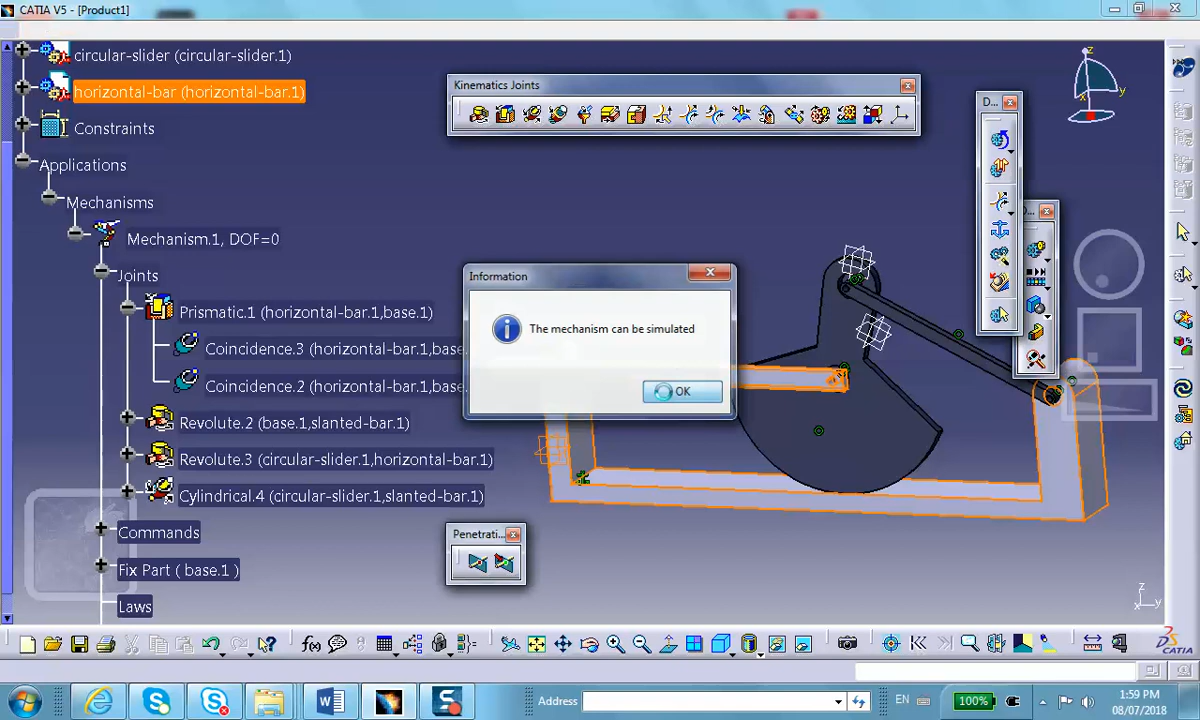 CATIA V5 - [Product1]
circular-slider (circular-slider.1)
horizontal-bar (horizontal-bar.1)
Constraints
Applications
Mechanisms
Mechanism.1, DOF=0
Joints
Prismatic.1 (horizontal-bar.1,base.1)
Coincidence.3 (horizontal-bar.1,base.
Coincidence.2 (horizontal-bar.1,base.
Revolute.2 (base.1,slanted-bar.1)
Revolute.3 (circular-slider.1,horizontal-bar.1)
Cylindrical.4 (circular-slider.1,slanted-bar.1)
Commands
Fix Part ( base.1 )
Laws
Kinematics Joints
D...
D...
Information
The mechanism can be simulated
OK
Penetrati...
z
y
x
z
x y
f(x)
CATIA
Address
EN
100%
1:59 PM
08/07/2018